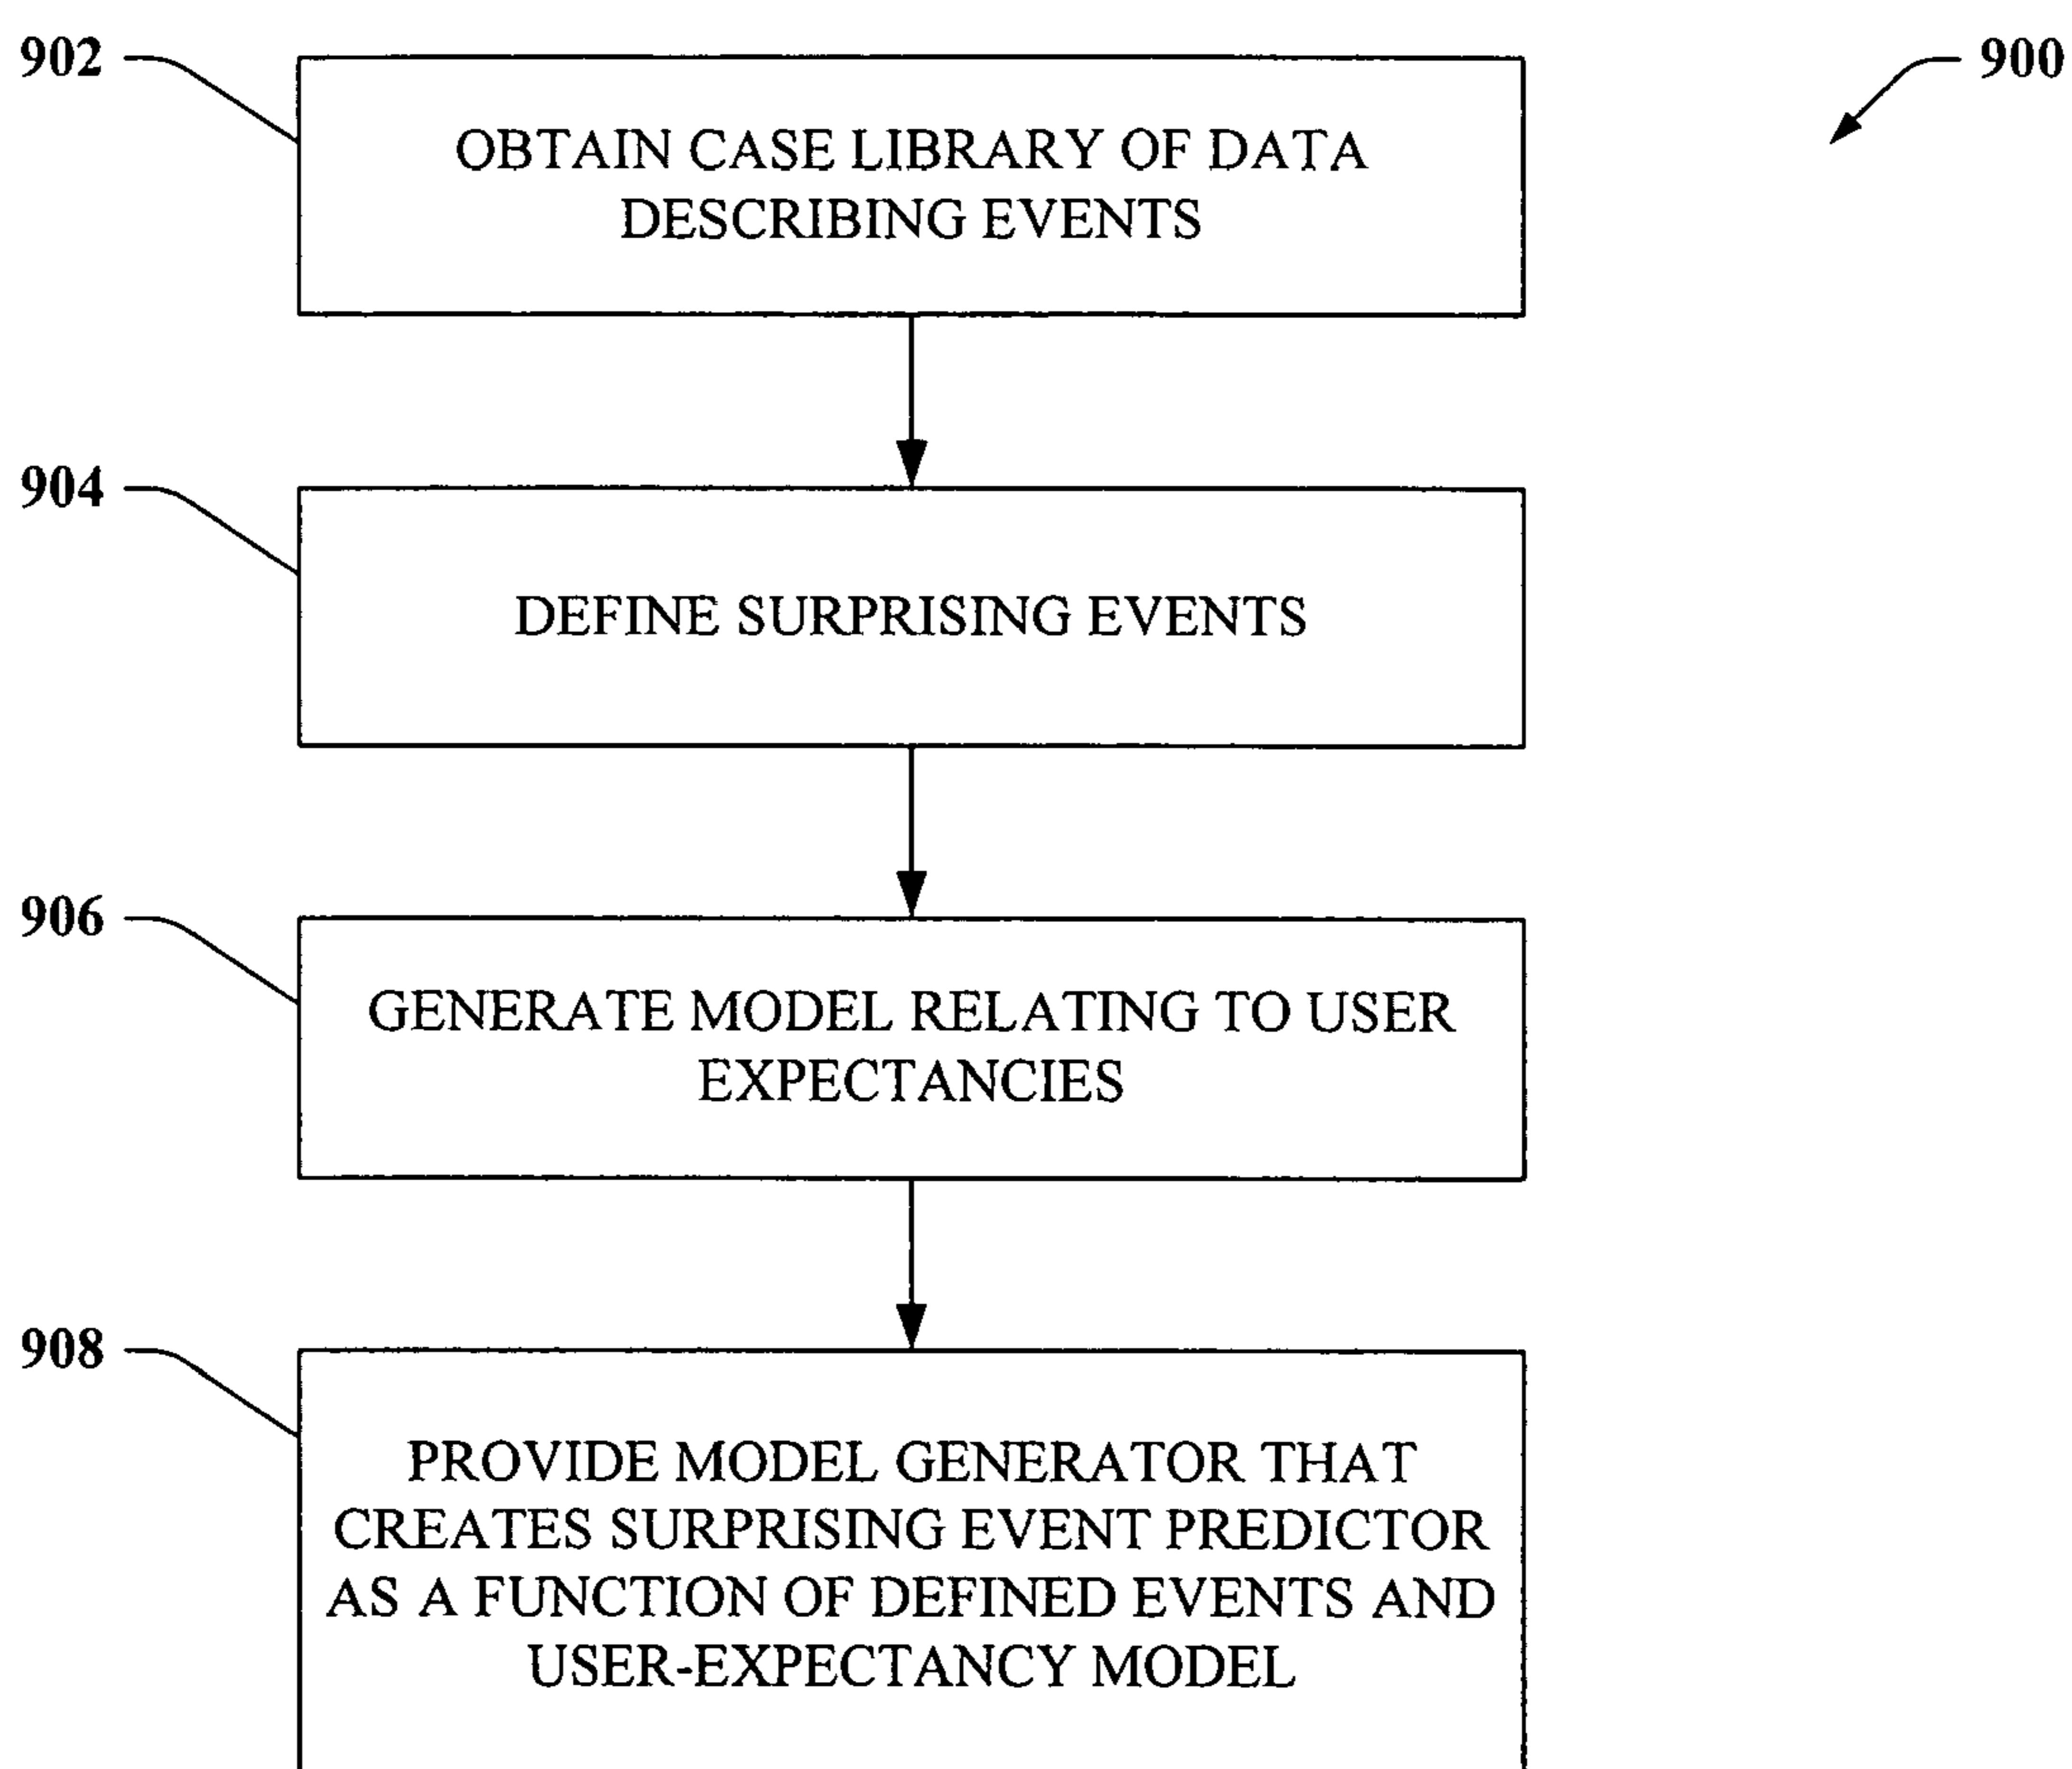 902
900
OBTAIN CASE LIBRARY OF DATA
DESCRIBING EVENTS
904
DEFINE SURPRISING EVENTS
906
GENERATE MODEL RELATING TO USER
EXPECTANCIES
908
PROVIDE MODEL GENERATOR THAT
CREATES SURPRISING EVENT PREDICTOR
AS A FUNCTION OF DEFINED EVENTS AND
USER-EXPECTANCY MODEL